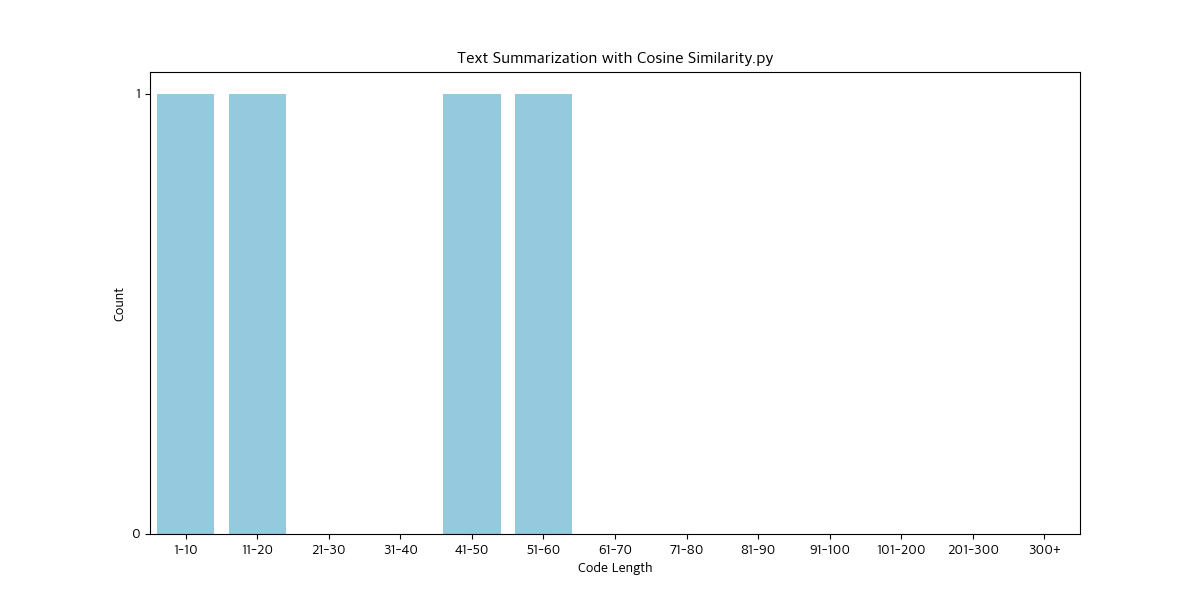 Text Summarization with Cosine Similarity.py
1
Count
0
1-10 11-20 21-30 31-40 41-50 51-60 61-70 71-80 81-90 91-100 101-200 201-300 300+
Code Length